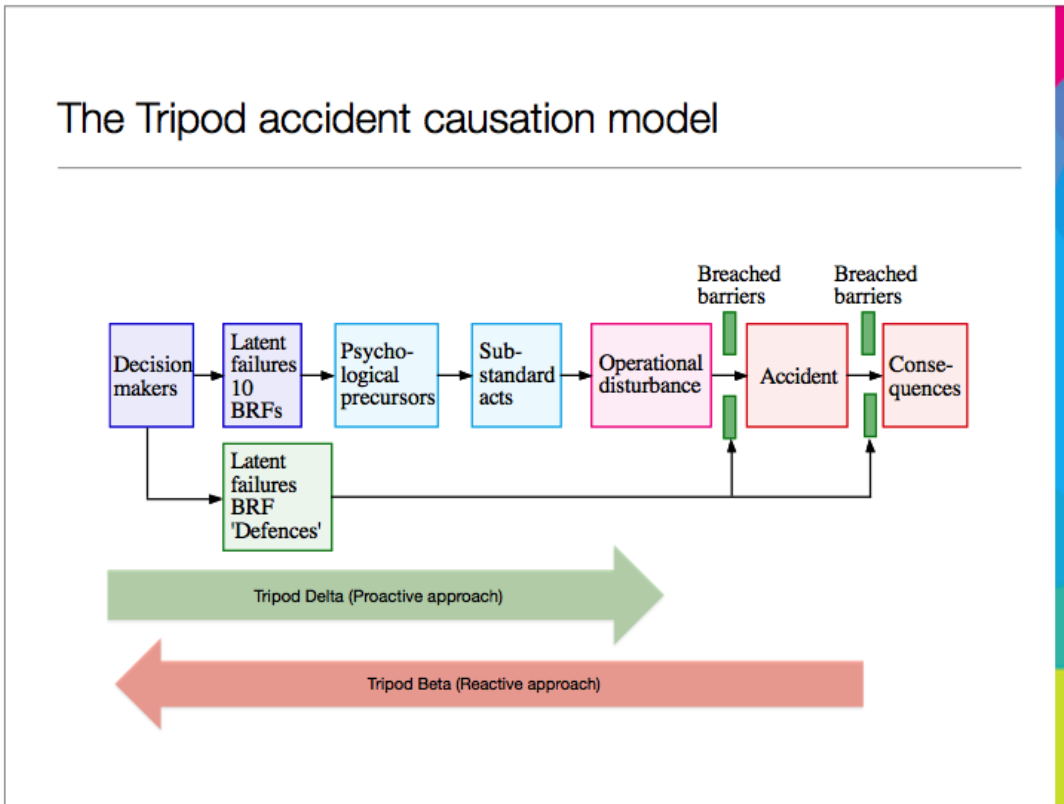 The Tripod accident causation model
Breached
barriers
Breached
barriers
Decision
makers
Latent
failures
10
BRFs
Psycho-
logical
precursors
Sub-
standard
acts
Operational
disturbance
Accident
Conse-
quences
Latent
failures
BRF
'Defences'
Tripod Delta (Proactive approach)
Tripod Beta (Reactive approach)